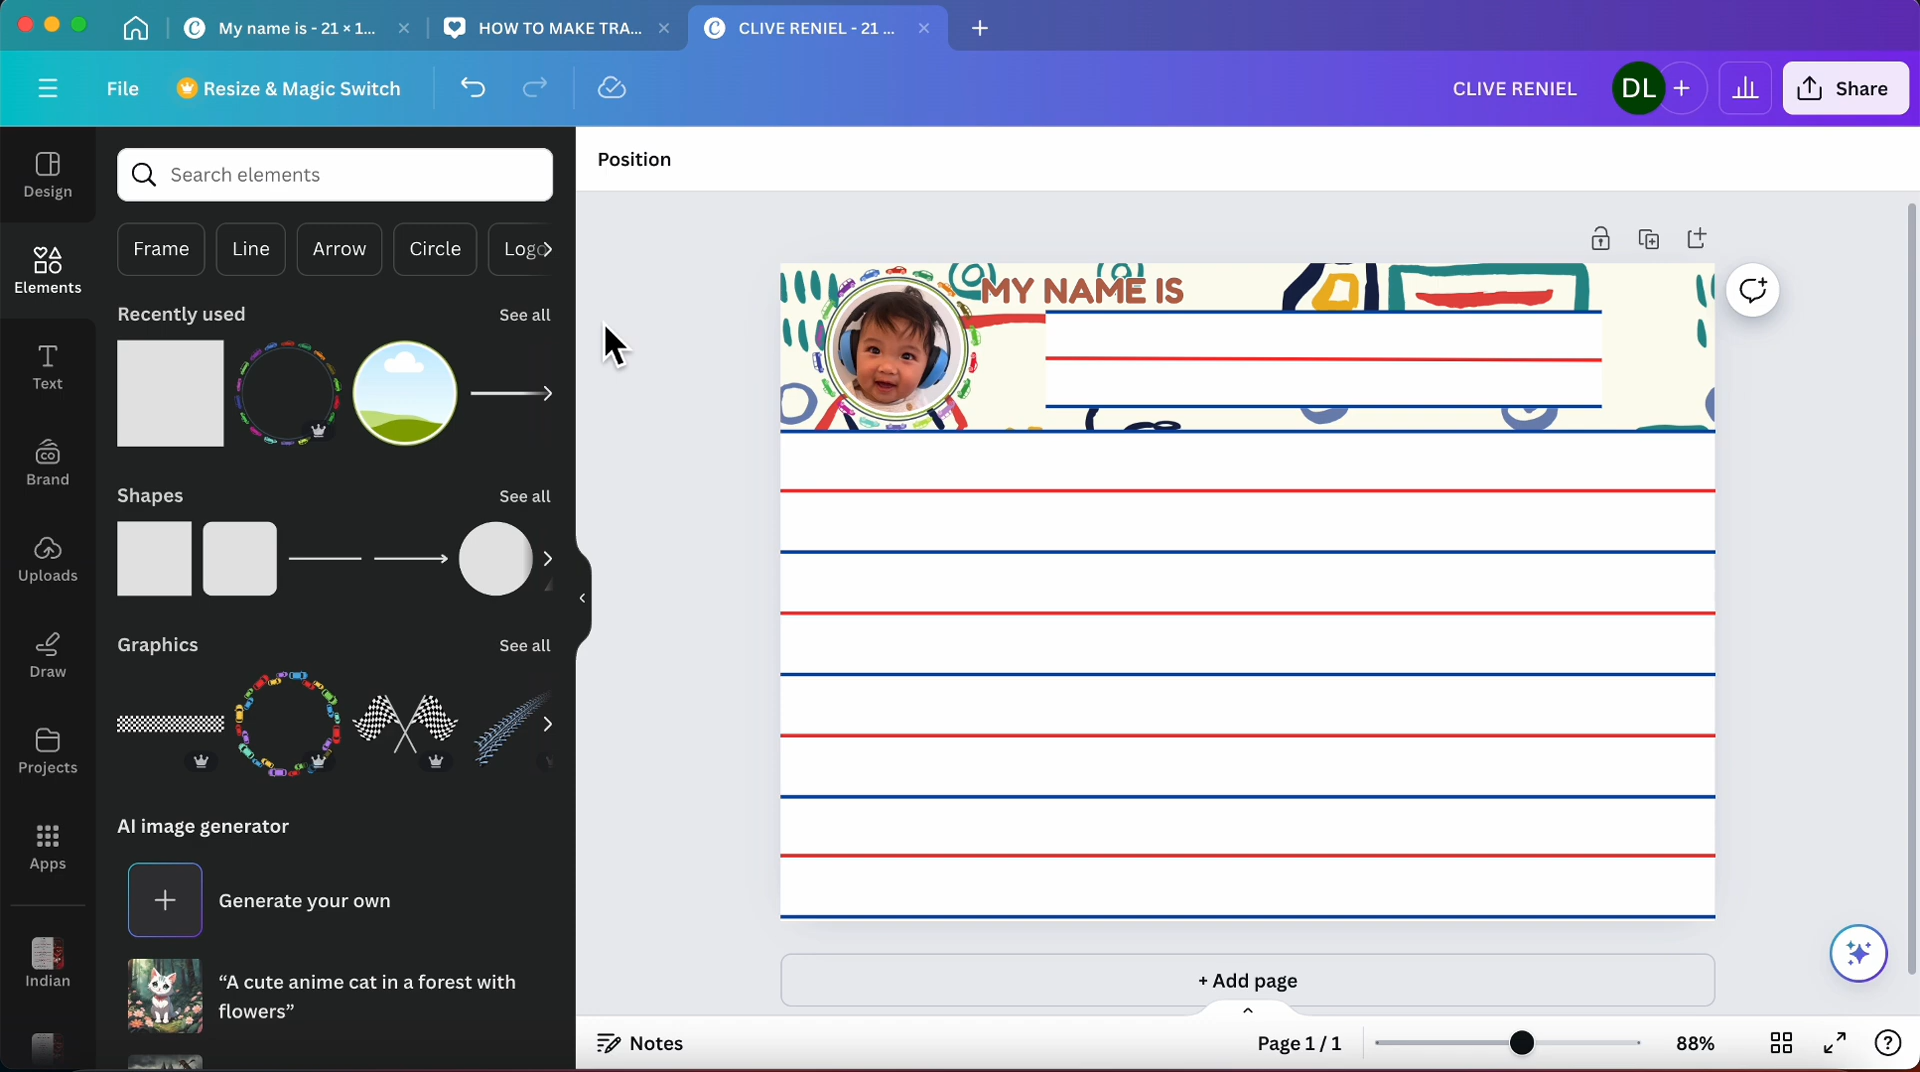 My name is - 21 × 1...
HOW TO MAKE TRA...
CLIVE RENIEL - 21 ...
File
Resize & Magic Switch
CLIVE RENIEL
DL
Share
Design
Elements
Text
Brand
Uploads
Draw
Projects
Apps
Indian
Search elements
Frame
Line
Arrow
Circle
Logo
Recently used
See all
Shapes
See all
Graphics
See all
AI image generator
Generate your own
“A cute anime cat in a forest with
flowers”
Position
MY NAME IS
+ Add page
Notes
Page 1 / 1
88%